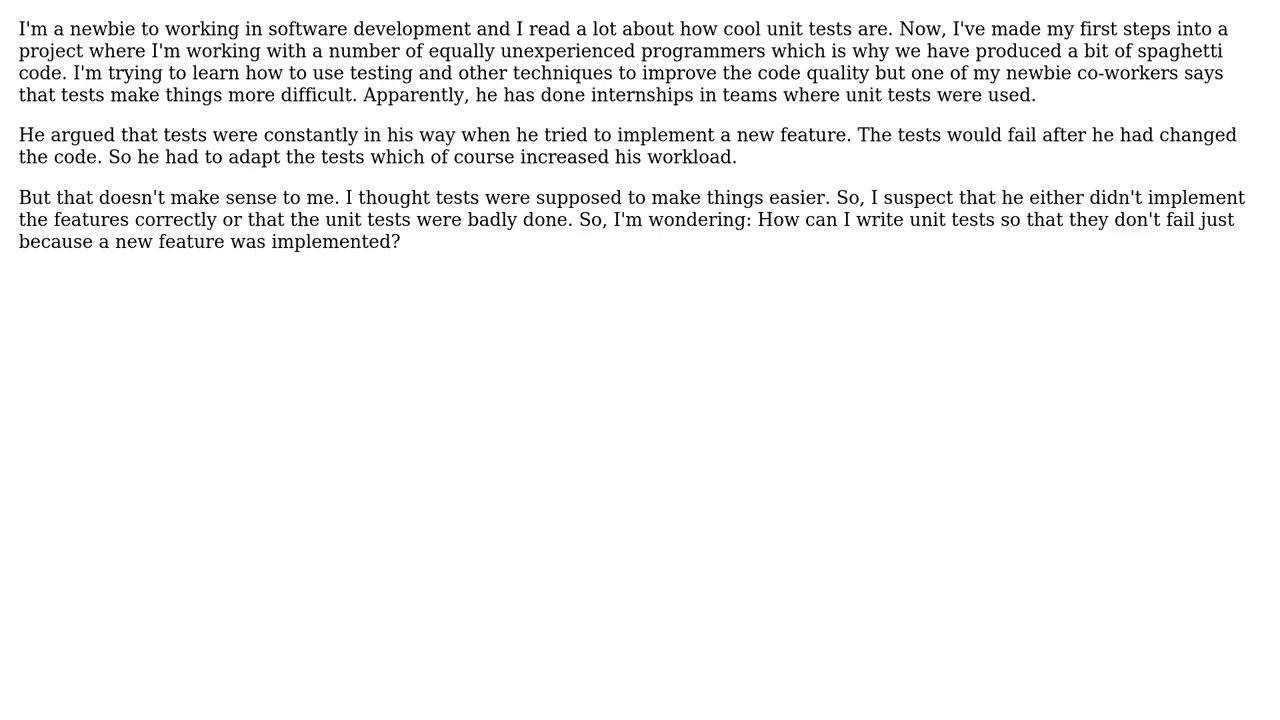 I'm a newbie to working in software development and I read a lot about how cool unit tests are. Now, I've made my first steps into a
project where I'm working with a number of equally unexperienced programmers which is why we have produced a bit of spaghetti
code. I'm trying to learn how to use testing and other techniques to improve the code quality but one of my newbie co-workers says
that tests make things more difficult. Apparently, he has done internships in teams where unit tests were used.
He argued that tests were constantly in his way when he tried to implement a new feature. The tests would fail after he had changed
the code. So he had to adapt the tests which of course increased his workload.
But that doesn't make sense to me. I thought tests were supposed to make things easier. So, I suspect that he either didn't implement
the features correctly or that the unit tests were badly done. So, I'm wondering: How can I write unit tests so that they don't fail just
because a new feature was implemented?